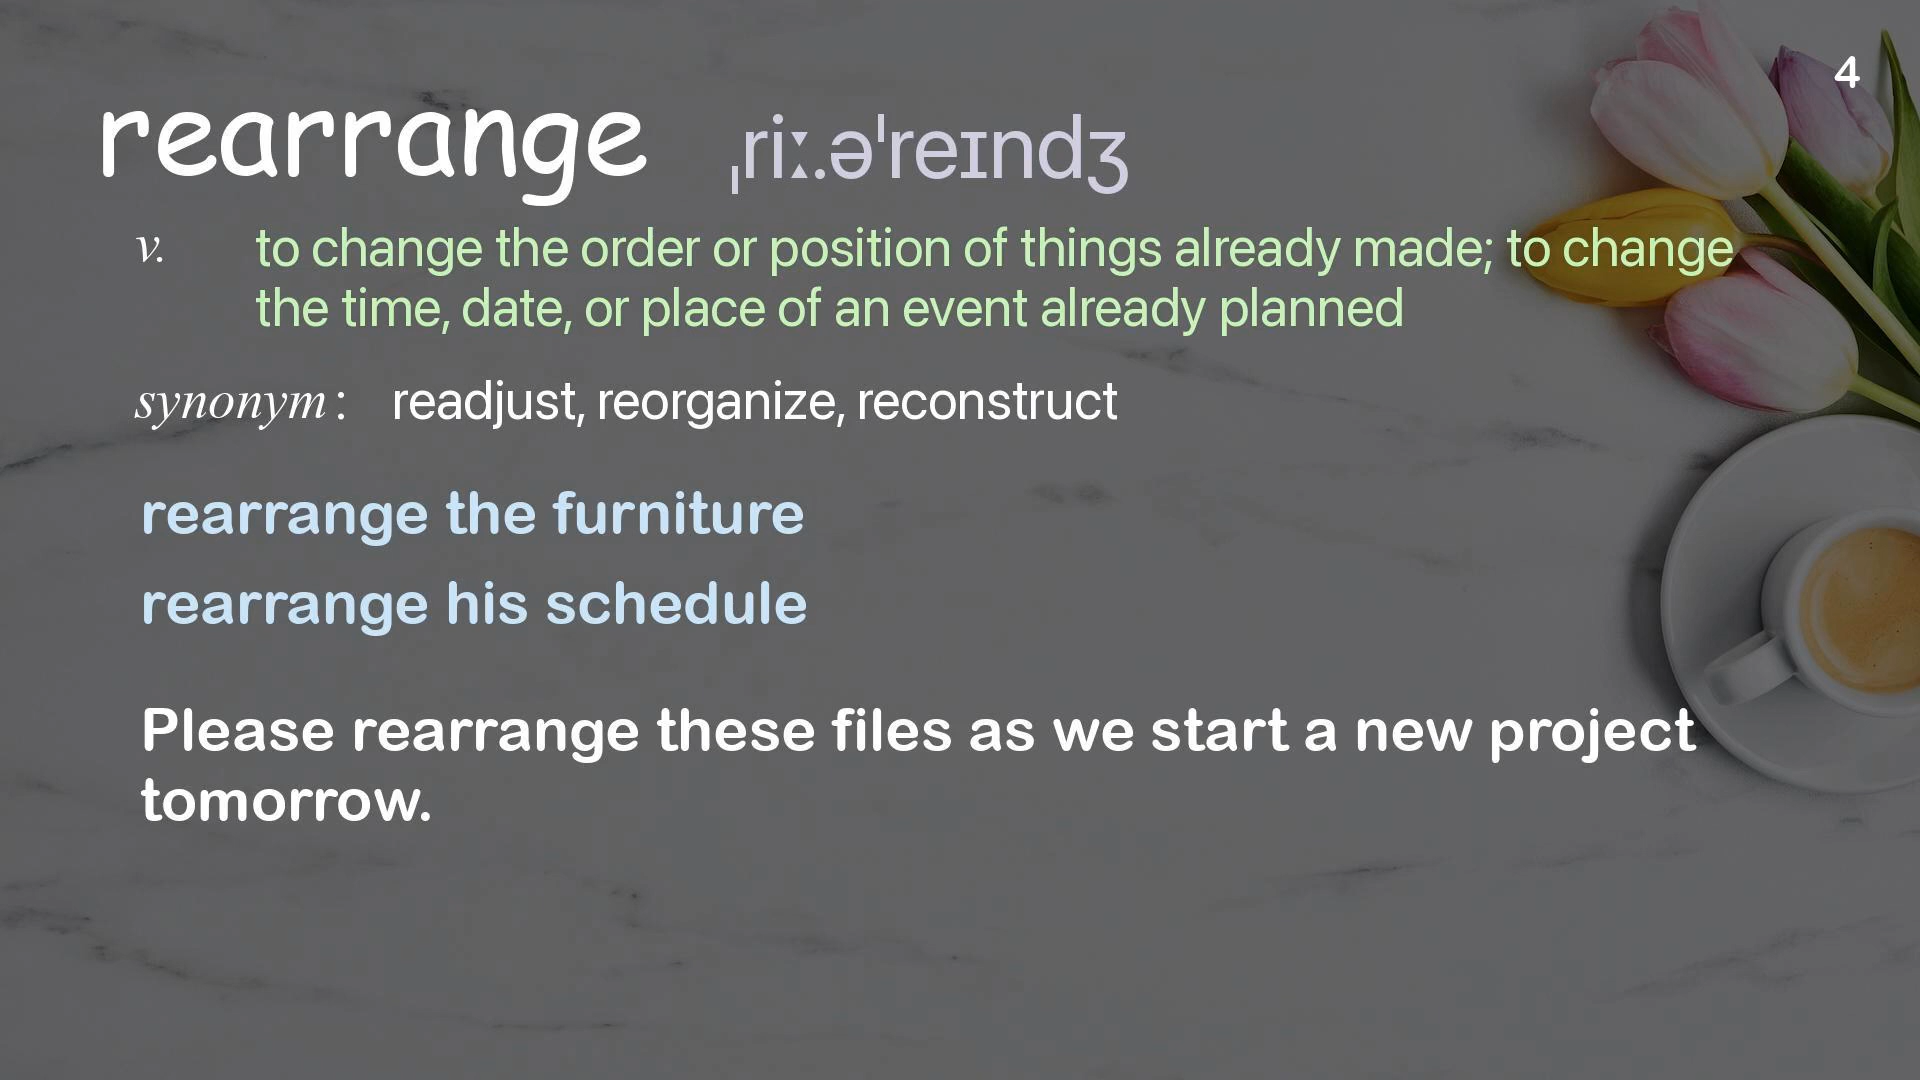 4
rearrange ˌriː.əˈreɪndʒ
v. to change the order or position of things already made; to change
the time, date, or place of an event already planned
synonym : readjust, reorganize, reconstruct
rearrange the furniture
rearrange his schedule
Please rearrange these files as we start a new project
tomorrow.